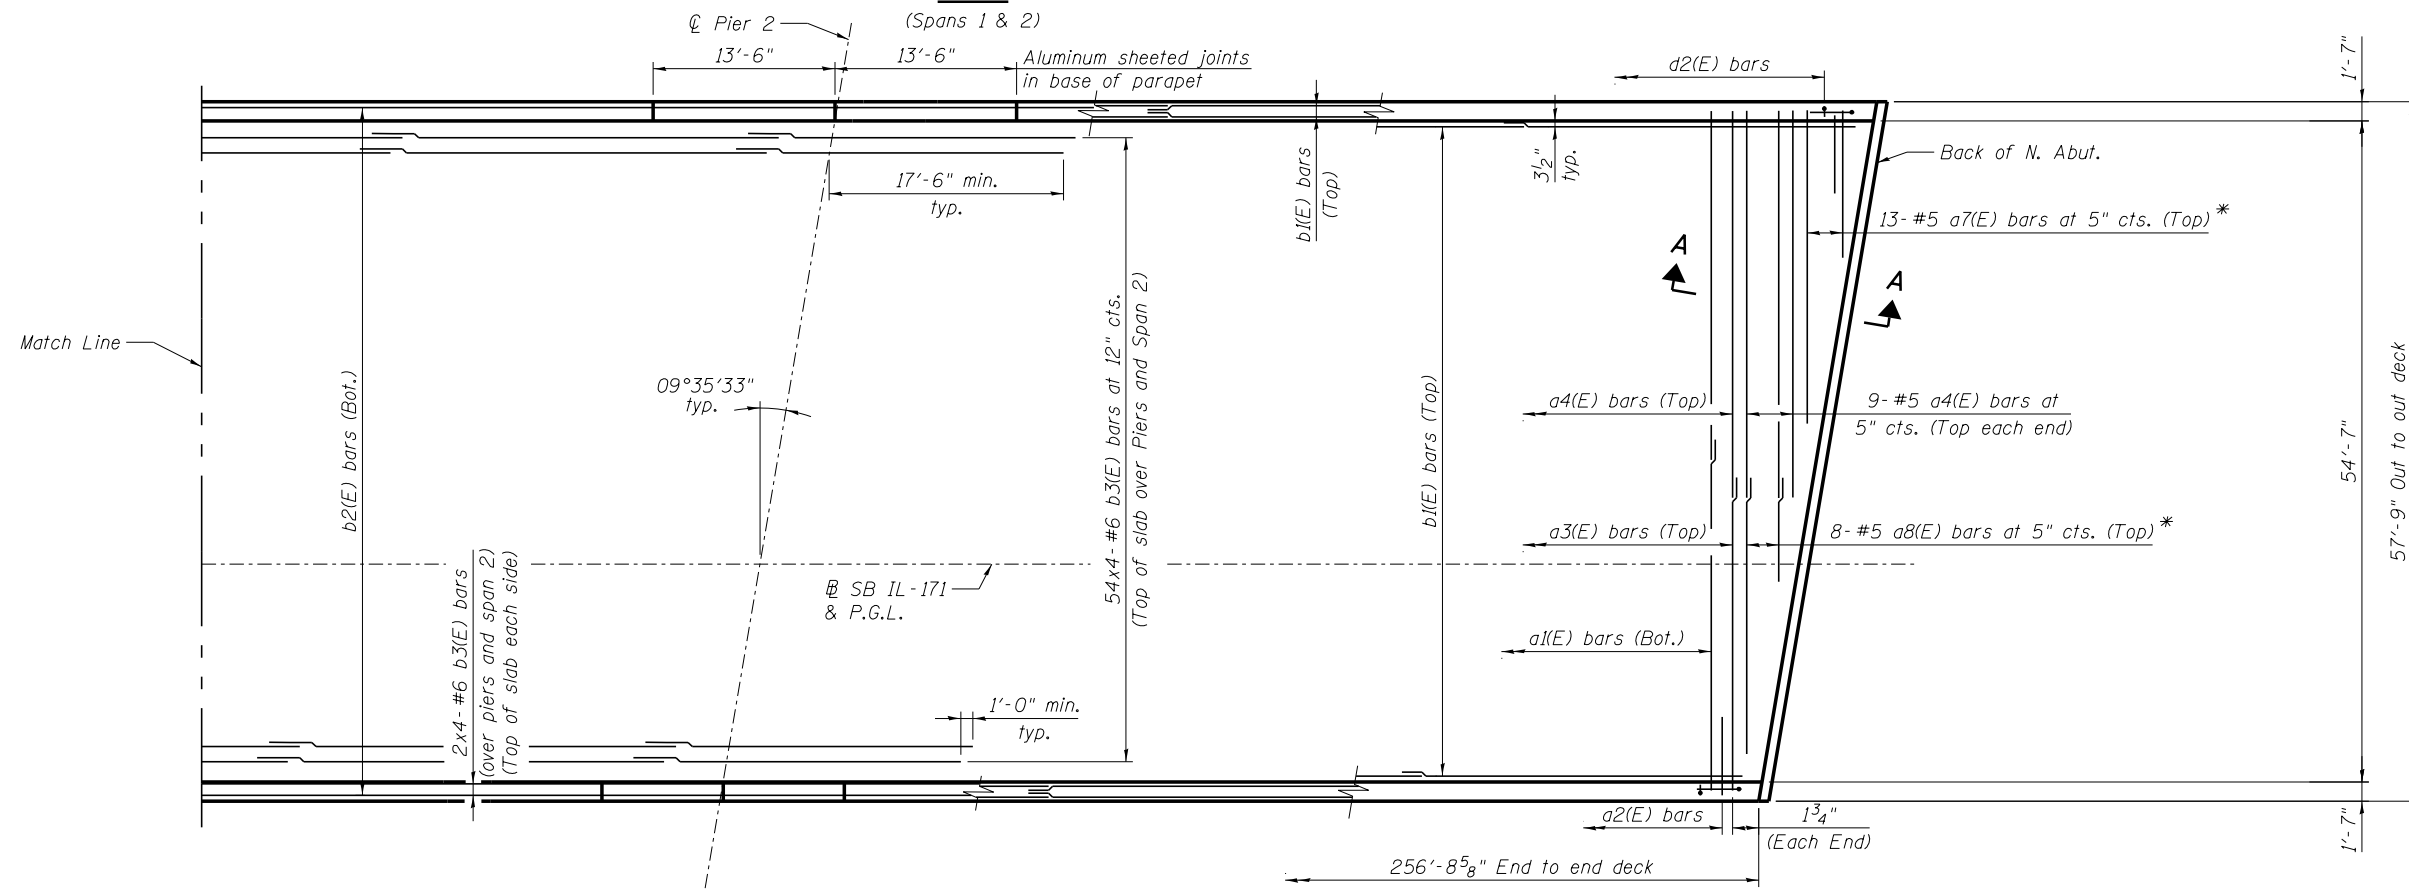 (Spans 1 & 2)
℄ Pier 2
13'-6"
13'-6"
Aluminum sheeted joints
in base of parapet
d2(E) bars
1'-7"
b1(E) bars
(Top)
3½"
typ.
Back of N. Abut.
17'-6" min.
typ.
13-#5 a7(E) bars at 5" cts. (Top)*
A
A
Match Line
09°35'33"
typ.
b2(E) bars (Bot.)
54x4-#6 b3(E) bars at 12" cts.
(Top of slab over Piers and Span 2)
b1(E) bars (Top)
a4(E) bars (Top)
9-#5 a4(E) bars at
5" cts. (Top each end)
54'-7"
57'-9" Out to out deck
a3(E) bars (Top)
8-#5 a8(E) bars at 5" cts. (Top)*
2x4-#6 b3(E) bars
(over piers and span 2)
(Top of slab each side)
℄ SB IL-171
& P.G.L.
a1(E) bars (Bot.)
1'-0" min.
typ.
a2(E) bars
1¾"
(Each End)
1'-7"
256'-8⅝" End to end deck